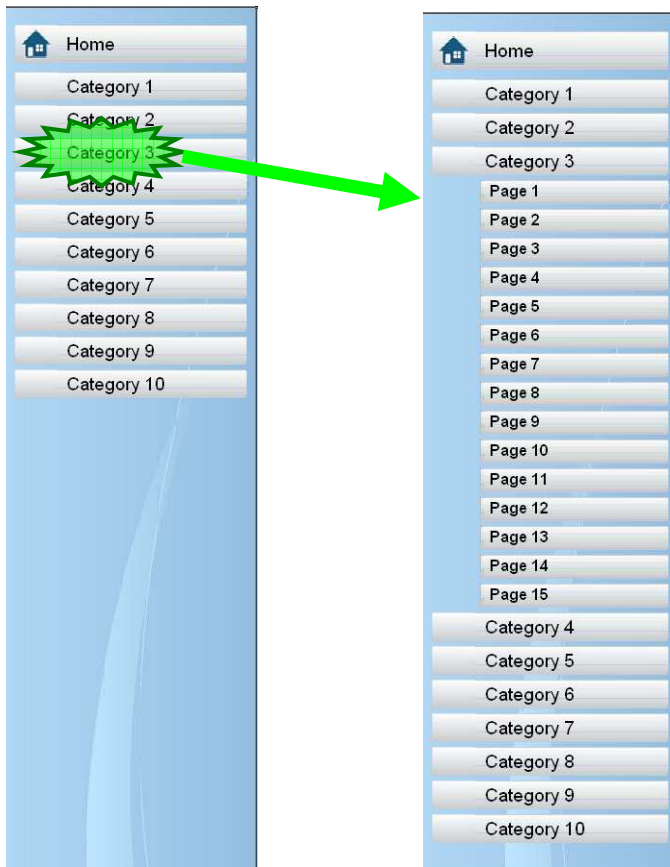 Home
Category 1
Category 2
Category 3
Category 4
Category 5
Category 6
Category 7
Category 8
Category 9
Category 10
Home
Category 1
Category 2
Category 3
Page 1
Page 2
Page 3
Page 4
Page 5
Page 6
Page 7
Page 8
Page 9
Page 10
Page 11
Page 12
Page 13
Page 14
Page 15
Category 4
Category 5
Category 6
Category 7
Category 8
Category 9
Category 10